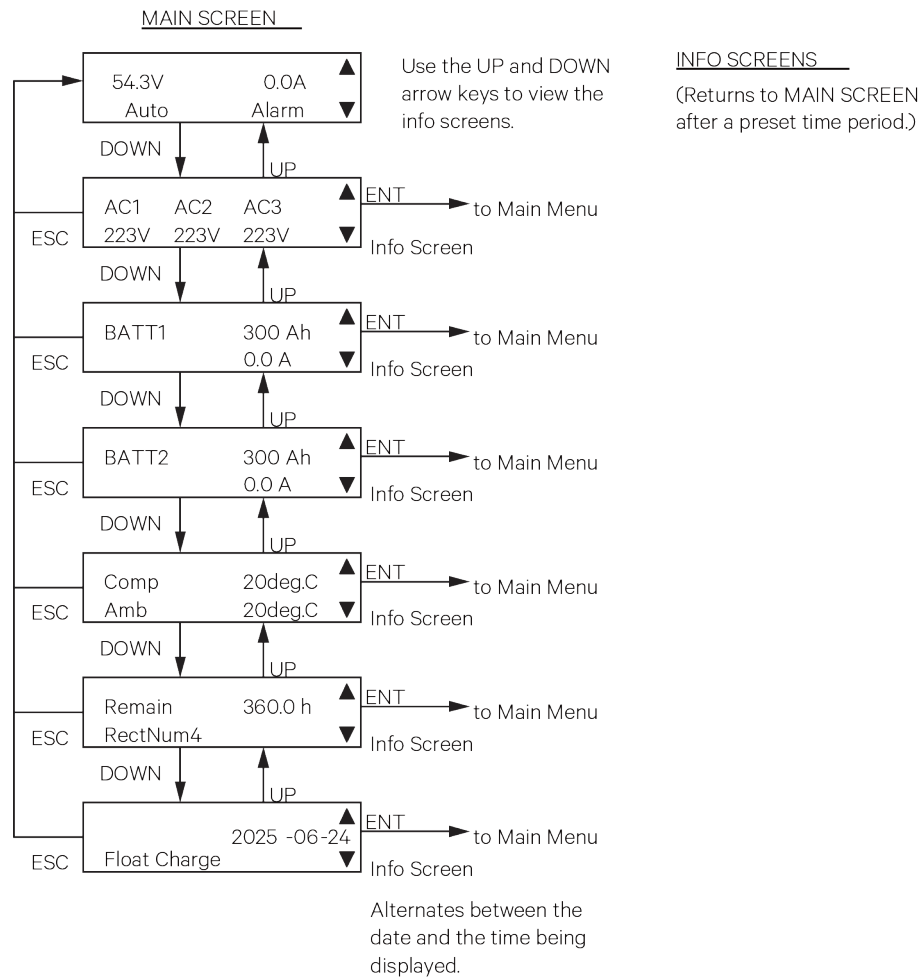 MAIN SCREEN
54.3V 0.0A
Auto Alarm
Use the UP and DOWN
arrow keys to view the
info screens.
INFO SCREENS
(Returns to MAIN SCREEN
after a preset time period.)
DOWN UP
AC1 AC2 AC3
223V 223V 223V
ESC
ENT
to Main Menu
Info Screen
DOWN UP
BATT1 300 Ah
0.0 A
ESC
ENT
to Main Menu
Info Screen
DOWN UP
BATT2 300 Ah
0.0 A
ESC
ENT
to Main Menu
Info Screen
DOWN UP
Comp 20deg.C
Amb 20deg.C
ESC
ENT
to Main Menu
Info Screen
DOWN UP
Remain 360.0 h
RectNum4
ESC
ENT
to Main Menu
Info Screen
DOWN UP
2025 -06-24
Float Charge
ESC
ENT
to Main Menu
Info Screen
Alternates between the
date and the time being
displayed.